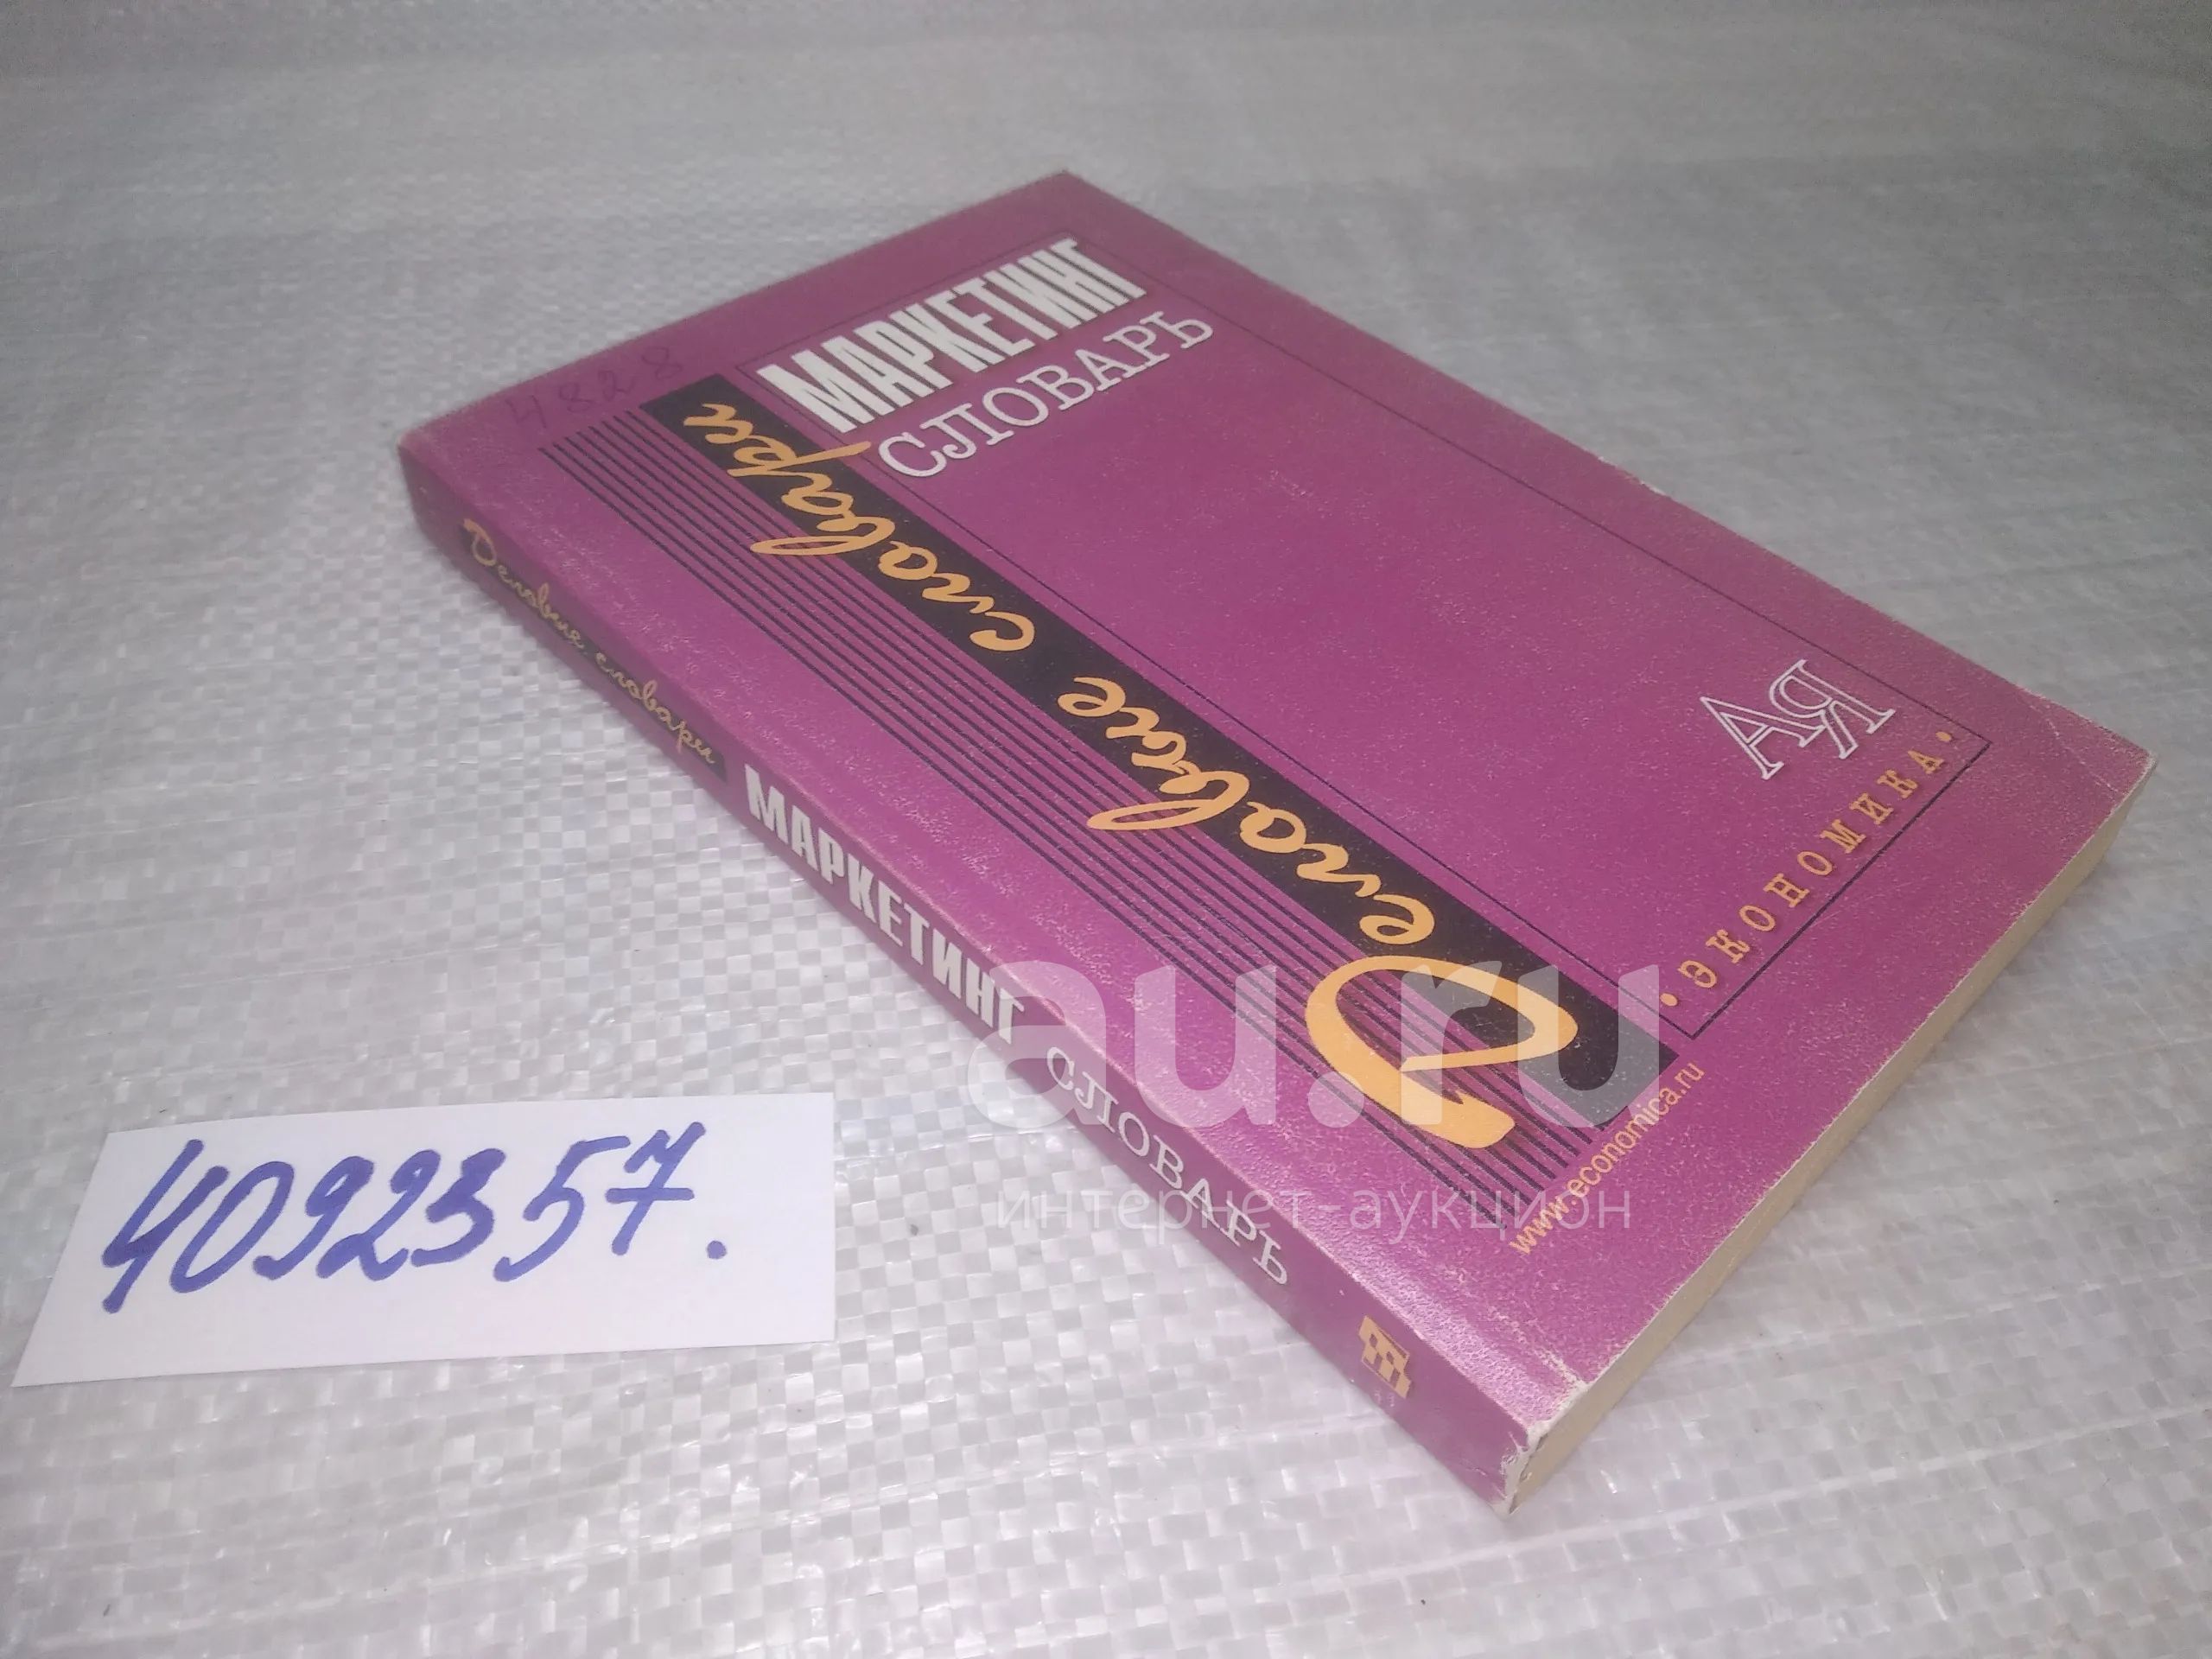 4828
МАРКЕТИНГ
СЛОВАРЬ
Деловые словари
АЯ
• ЭКОНОМИКА •
www.economica.ru
Деловые словари
МАРКЕТИНГ СЛОВАРЬ
4092357.
au.ru
интернет-аукцион